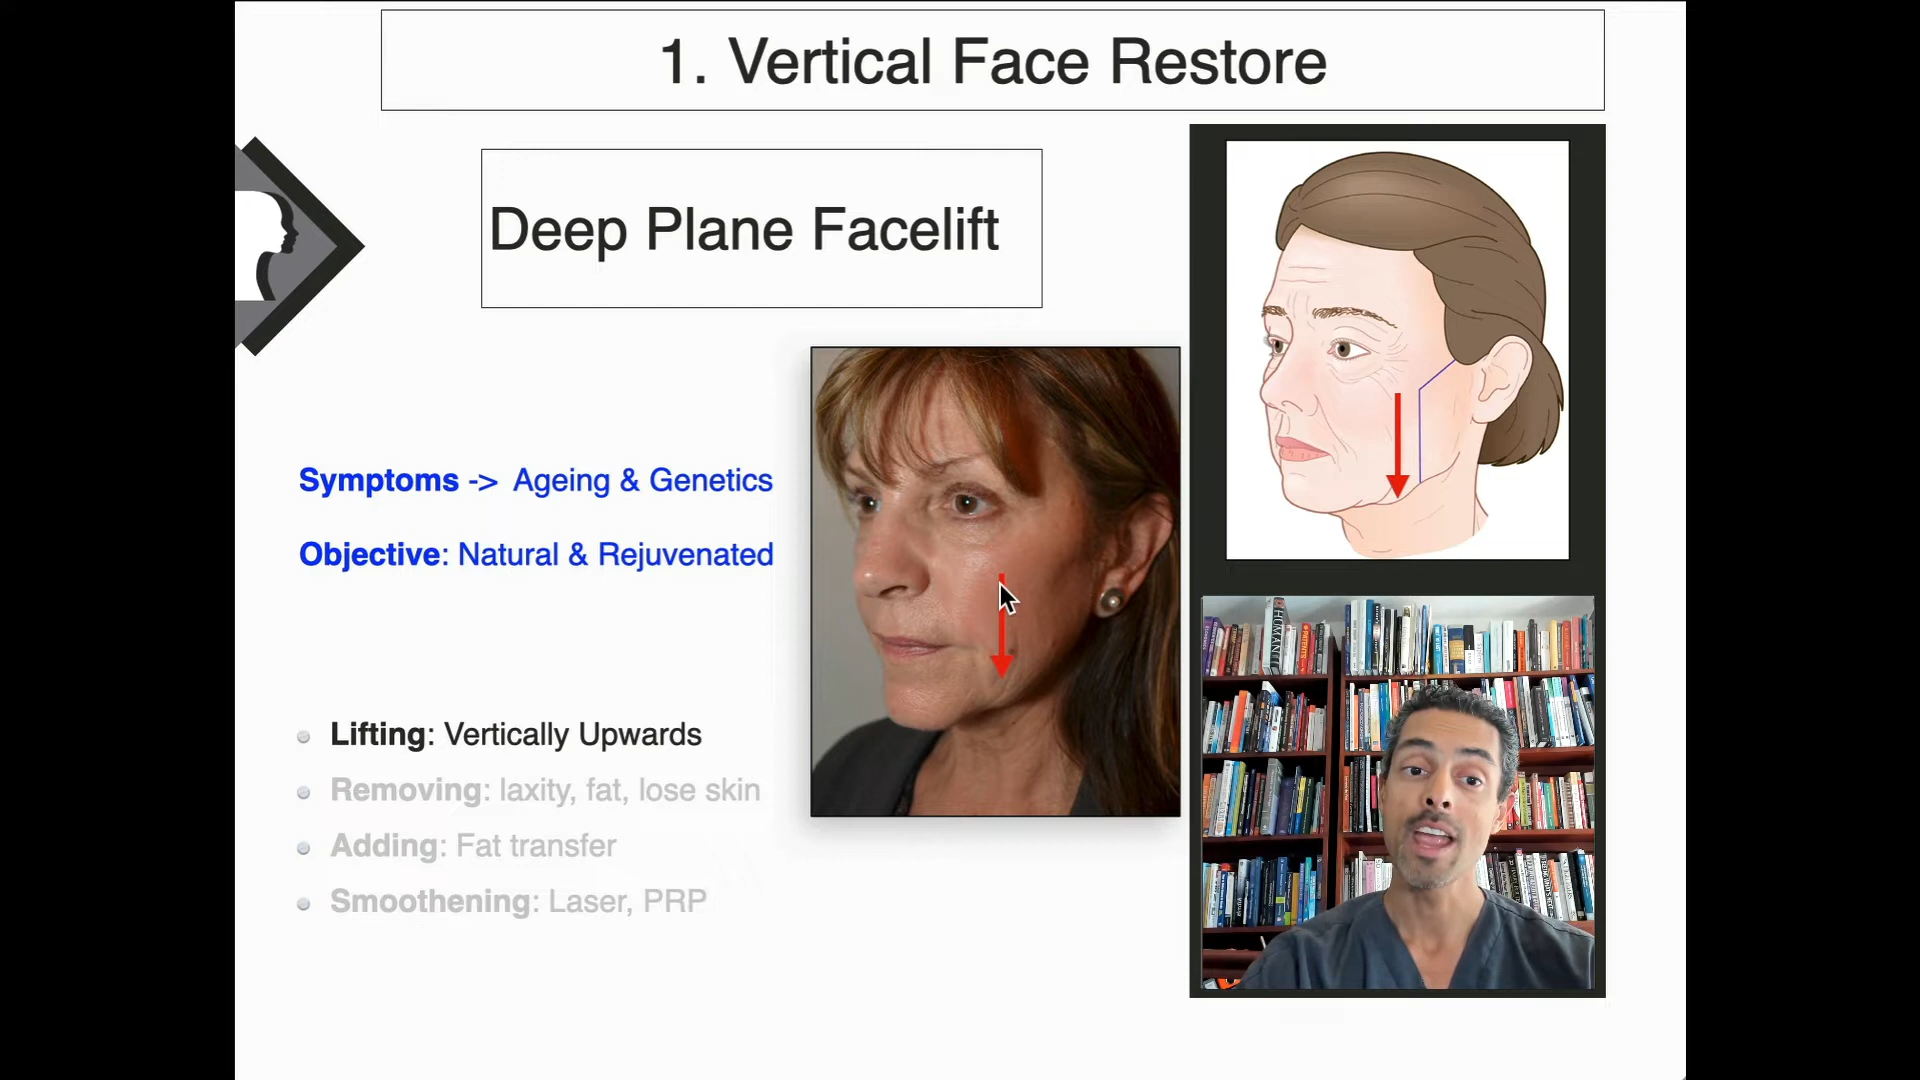 1. Vertical Face Restore
Deep Plane Facelift
Symptoms -> Ageing & Genetics
Objective: Natural & Rejuvenated
Lifting: Vertically Upwards
Removing: laxity, fat, lose skin
Adding: Fat transfer
Smoothening: Laser, PRP
HUMANS